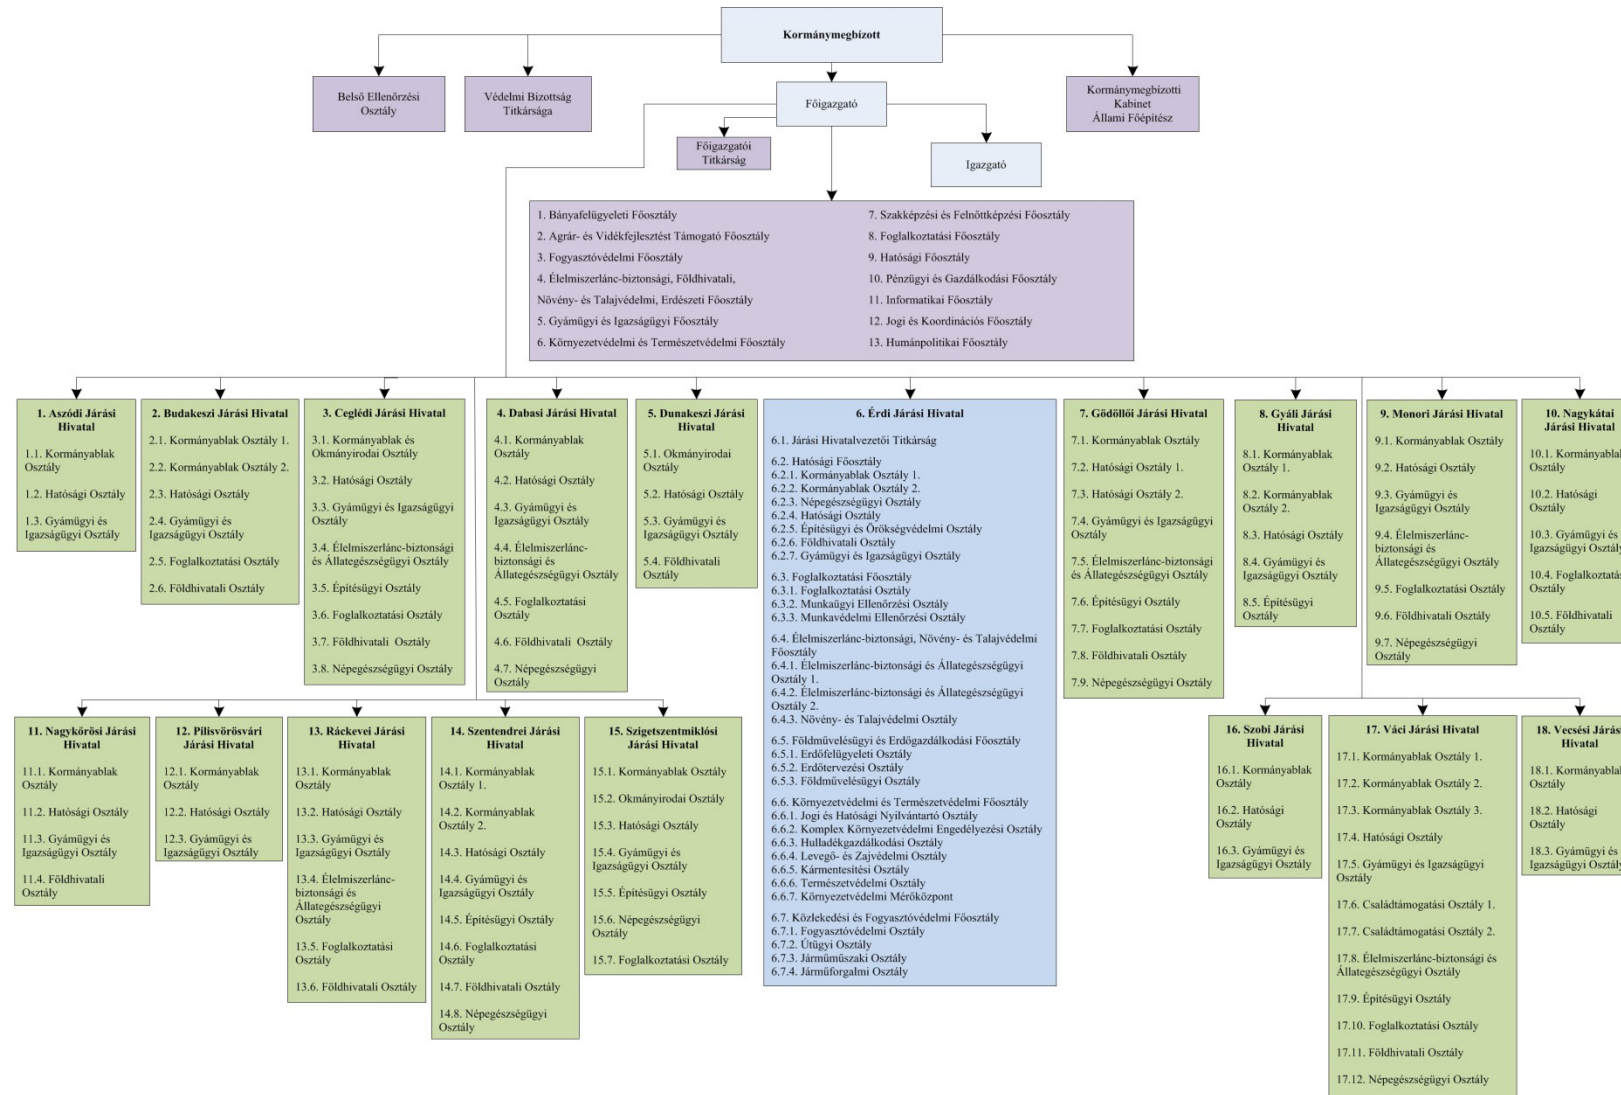 Kormánymegbízott
Belső Ellenőrzési
Osztály
Védelmi Bizottság
Titkársága
Főigazgató
Kormánymegbízotti
Kabinet
Állami Főépítész
Főigazgatói
Titkárság
Igazgató
1. Bányafelügyeleti Főosztály
2. Agrár- és Vidékfejlesztést Támogató Főosztály
3. Fogyasztóvédelmi Főosztály
4. Élelmiszerlánc-biztonsági, Földhivatali,
Növény- és Talajvédelmi, Erdészeti Főosztály
5. Gyámügyi és Igazságügyi Főosztály
6. Környezetvédelmi és Természetvédelmi Főosztály
7. Szakképzési és Felnőttképzési Főosztály
8. Foglalkoztatási Főosztály
9. Hatósági Főosztály
10. Pénzügyi és Gazdálkodási Főosztály
11. Informatikai Főosztály
12. Jogi és Koordinációs Főosztály
13. Humánpolitikai Főosztály
1. Aszódi Járási
Hivatal
1.1. Kormányablak
Osztály
1.2. Hatósági Osztály
1.3. Gyámügyi és
Igazságügyi Osztály
2. Budakeszi Járási Hivatal
2.1. Kormányablak Osztály 1.
2.2. Kormányablak Osztály 2.
2.3. Hatósági Osztály
2.4. Gyámügyi és
Igazságügyi Osztály
2.5. Foglalkoztatási Osztály
2.6. Földhivatali Osztály
3. Ceglédi Járási Hivatal
3.1. Kormányablak és
Okmányirodai Osztály
3.2. Hatósági Osztály
3.3. Gyámügyi és Igazságügyi
Osztály
3.4. Élelmiszerlánc-biztonsági
és Állategészségügyi Osztály
3.5. Építésügyi Osztály
3.6. Foglalkoztatási Osztály
3.7. Földhivatali Osztály
3.8. Népegészségügyi Osztály
4. Dabasi Járási Hivatal
4.1. Kormányablak
Osztály
4.2. Hatósági Osztály
4.3. Gyámügyi és
Igazságügyi Osztály
4.4. Élelmiszerlánc-
biztonsági és
Állategészségügyi Osztály
4.5. Foglalkoztatási
Osztály
4.6. Földhivatali Osztály
4.7. Népegészségügyi
Osztály
5. Dunakeszi Járási
Hivatal
5.1. Okmányirodai
Osztály
5.2. Hatósági Osztály
5.3. Gyámügyi és
Igazságügyi Osztály
5.4. Földhivatali
Osztály
6. Érdi Járási Hivatal
6.1. Járási Hivatalvezetői Titkárság
6.2. Hatósági Főosztály
6.2.1. Kormányablak Osztály 1.
6.2.2. Kormányablak Osztály 2.
6.2.3. Népegészségügyi Osztály
6.2.4. Hatósági Osztály
6.2.5. Építésügyi és Örökségvédelmi Osztály
6.2.6. Földhivatali Osztály
6.2.7. Gyámügyi és Igazságügyi Osztály
6.3. Foglalkoztatási Főosztály
6.3.1. Foglalkoztatási Osztály
6.3.2. Munkaügyi Ellenőrzési Osztály
6.3.3. Munkavédelmi Ellenőrzési Osztály
6.4. Élelmiszerlánc-biztonsági, Növény- és Talajvédelmi
Főosztály
6.4.1. Élelmiszerlánc-biztonsági és Állategészségügyi
Osztály 1.
6.4.2. Élelmiszerlánc-biztonsági és Állategészségügyi
Osztály 2.
6.4.3. Növény- és Talajvédelmi Osztály
6.5. Földművelésügyi és Erdőgazdálkodási Főosztály
6.5.1. Erdőfelügyeleti Osztály
6.5.2. Erdőtervezési Osztály
6.5.3. Földművelésügyi Osztály
6.6. Környezetvédelmi és Természetvédelmi Főosztály
6.6.1. Jogi és Hatósági Nyilvántartó Osztály
6.6.2. Komplex Környezetvédelmi Engedélyezési Osztály
6.6.3. Hulladékgazdálkodási Osztály
6.6.4. Levegő- és Zajvédelmi Osztály
6.6.5. Kármentesítési Osztály
6.6.6. Természetvédelmi Osztály
6.6.7. Környezetvédelmi Mérőközpont
6.7. Közlekedési és Fogyasztóvédelmi Főosztály
6.7.1. Fogyasztóvédelmi Osztály
6.7.2. Útügyi Osztály
6.7.3. Járműműszaki Osztály
6.7.4. Járműforgalmi Osztály
7. Gödöllői Járási Hivatal
7.1. Kormányablak Osztály
7.2. Hatósági Osztály 1.
7.3. Hatósági Osztály 2.
7.4. Gyámügyi és Igazságügyi
Osztály
7.5. Élelmiszerlánc-biztonsági
és Állategészségügyi Osztály
7.6. Építésügyi Osztály
7.7. Foglalkoztatási Osztály
7.8. Földhivatali Osztály
7.9. Népegészségügyi Osztály
8. Gyáli Járási
Hivatal
8.1. Kormányablak
Osztály 1.
8.2. Kormányablak
Osztály 2.
8.3. Hatósági Osztály
8.4. Gyámügyi és
Igazságügyi Osztály
8.5. Építésügyi
Osztály
9. Monori Járási Hivatal
9.1. Kormányablak Osztály
9.2. Hatósági Osztály
9.3. Gyámügyi és
Igazságügyi Osztály
9.4. Élelmiszerlánc-
biztonsági és
Állategészségügyi Osztály
9.5. Foglalkoztatási Osztály
9.6. Földhivatali Osztály
9.7. Népegészségügyi
Osztály
10. Nagykátai
Járási Hivatal
10.1. Kormányablak
Osztály
10.2. Hatósági
Osztály
10.3. Gyámügyi és
Igazságügyi Osztály
10.4. Foglalkoztatási
Osztály
10.5. Földhivatali
Osztály
11. Nagykőrösi Járási
Hivatal
11.1. Kormányablak
Osztály
11.2. Hatósági Osztály
11.3. Gyámügyi és
Igazságügyi Osztály
11.4. Földhivatali
Osztály
12. Pilisvörösvári
Járási Hivatal
12.1. Kormányablak
Osztály
12.2. Hatósági Osztály
12.3. Gyámügyi és
Igazságügyi Osztály
13. Ráckevei Járási
Hivatal
13.1. Kormányablak
Osztály
13.2. Hatósági Osztály
13.3. Gyámügyi és
Igazságügyi Osztály
13.4. Élelmiszerlánc-
biztonsági és
Állategészségügyi
Osztály
13.5. Foglalkoztatási
Osztály
13.6. Földhivatali Osztály
14. Szentendrei Járási
Hivatal
14.1. Kormányablak
Osztály 1.
14.2. Kormányablak
Osztály 2.
14.3. Hatósági Osztály
14.4. Gyámügyi és
Igazságügyi Osztály
14.5. Építésügyi Osztály
14.6. Foglalkoztatási
Osztály
14.7. Földhivatali Osztály
14.8. Népegészségügyi
Osztály
15. Szigetszentmiklósi
Járási Hivatal
15.1. Kormányablak Osztály
15.2. Okmányirodai Osztály
15.3. Hatósági Osztály
15.4. Gyámügyi és
Igazságügyi Osztály
15.5. Építésügyi Osztály
15.6. Népegészségügyi
Osztály
15.7. Foglalkoztatási Osztály
16. Szobi Járási
Hivatal
16.1. Kormányablak
Osztály
16.2. Hatósági
Osztály
16.3. Gyámügyi és
Igazságügyi Osztály
17. Váci Járási Hivatal
17.1. Kormányablak Osztály 1.
17.2. Kormányablak Osztály 2.
17.3. Kormányablak Osztály 3.
17.4. Hatósági Osztály
17.5. Gyámügyi és Igazságügyi
Osztály
17.6. Családtámogatási Osztály 1.
17.7. Családtámogatási Osztály 2.
17.8. Élelmiszerlánc-biztonsági és
Állategészségügyi Osztály
17.9. Építésügyi Osztály
17.10. Foglalkoztatási Osztály
17.11. Földhivatali Osztály
17.12. Népegészségügyi Osztály
18. Vecsési Járási
Hivatal
18.1. Kormányablak
Osztály
18.2. Hatósági
Osztály
18.3. Gyámügyi és
Igazságügyi Osztály